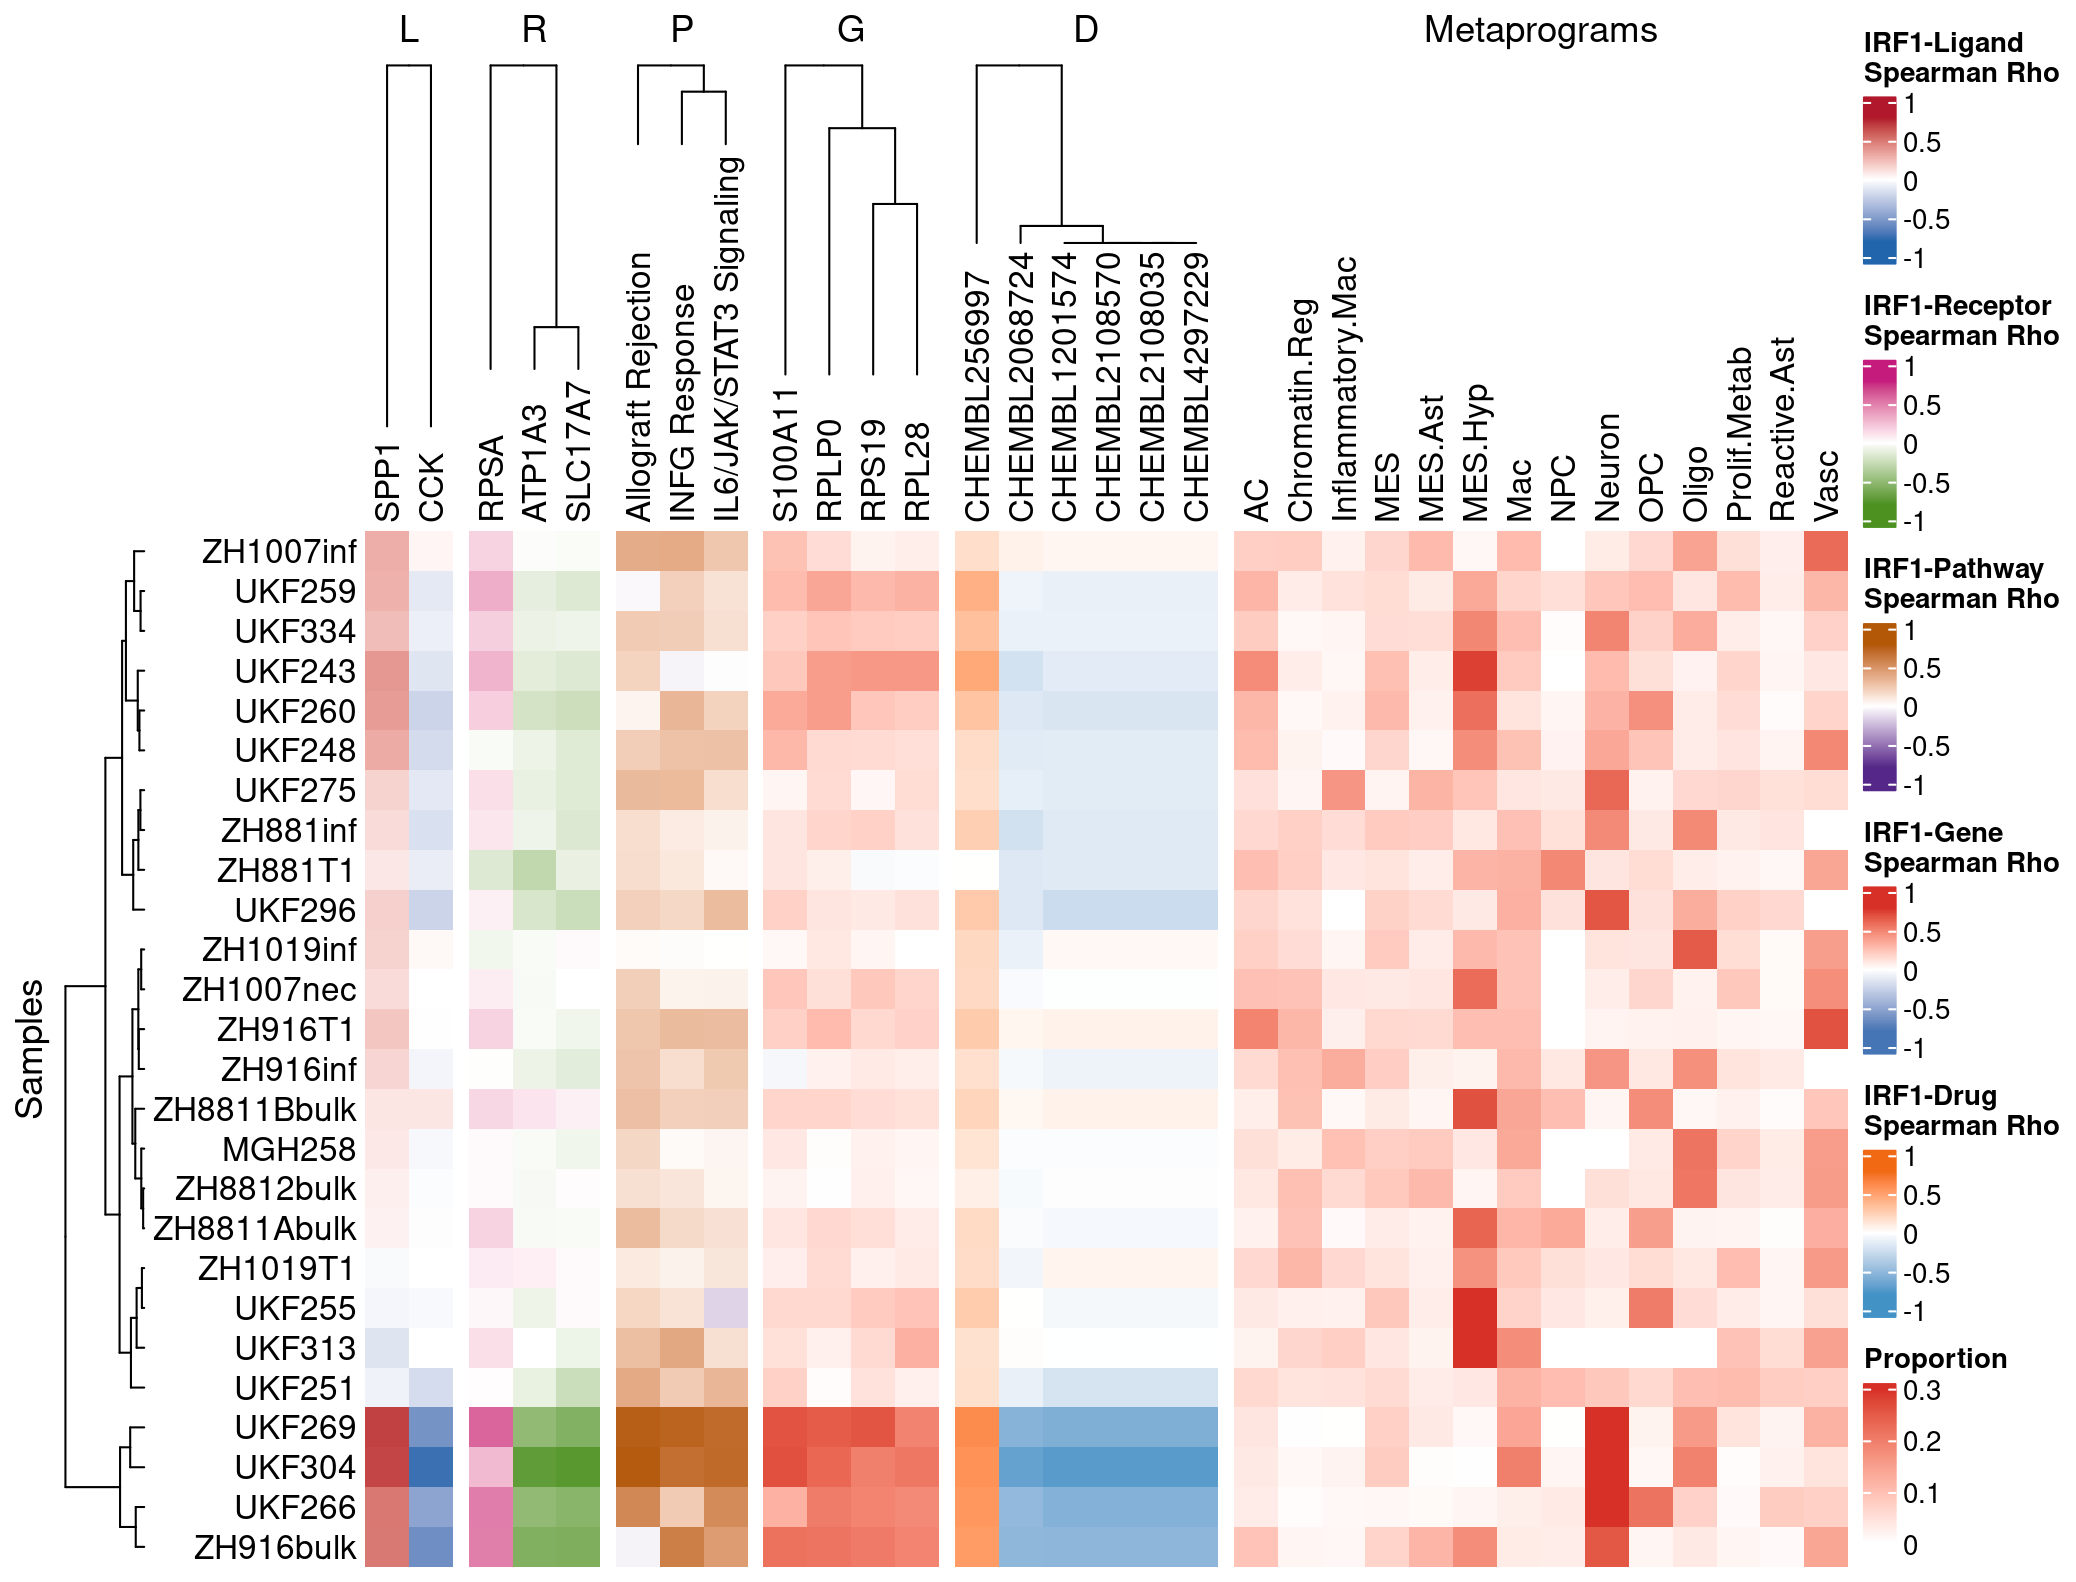 L
R
P
G
D
Metaprograms
SPP1
CCK
RPSA
ATP1A3
SLC17A7
Allograft Rejection
INFG Response
IL6/JAK/STAT3 Signaling
S100A11
RPLP0
RPS19
RPL28
CHEMBL256997
CHEMBL2068724
CHEMBL1201574
CHEMBL2108570
CHEMBL2108035
CHEMBL4297229
AC
Chromatin.Reg
Inflammatory.Mac
MES
MES.Ast
MES.Hyp
Mac
NPC
Neuron
OPC
Oligo
Prolif.Metab
Reactive.Ast
Vasc
Samples
ZH1007inf
UKF259
UKF334
UKF243
UKF260
UKF248
UKF275
ZH881inf
ZH881T1
UKF296
ZH1019inf
ZH1007nec
ZH916T1
ZH916inf
ZH8811Bbulk
MGH258
ZH8812bulk
ZH8811Abulk
ZH1019T1
UKF255
UKF313
UKF251
UKF269
UKF304
UKF266
ZH916bulk
IRF1-Ligand
Spearman Rho
1
0.5
0
-0.5
-1
IRF1-Receptor
Spearman Rho
1
0.5
0
-0.5
-1
IRF1-Pathway
Spearman Rho
1
0.5
0
-0.5
-1
IRF1-Gene
Spearman Rho
1
0.5
0
-0.5
-1
IRF1-Drug
Spearman Rho
1
0.5
0
-0.5
-1
Proportion
0.3
0.2
0.1
0